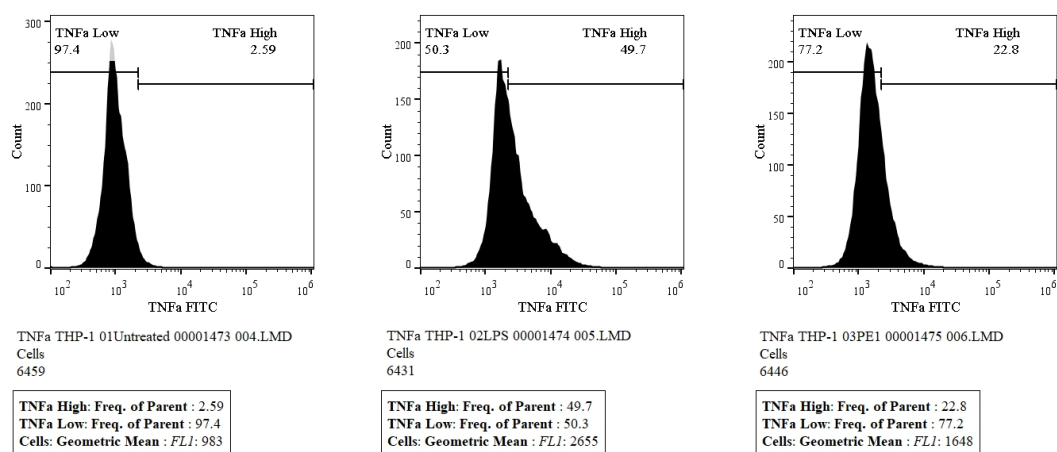 TNFa Low
97.4
TNFa High
2.59
Count
300
200
100
0
10^2
10^3
10^4
10^5
10^6
TNFa FITC
TNFa THP-1 01Untreated 00001473 004.LMD
Cells
6459
TNFa High: Freq. of Parent : 2.59
TNFa Low: Freq. of Parent : 97.4
Cells: Geometric Mean : FL1: 983
TNFa Low
50.3
TNFa High
49.7
Count
200
150
100
50
0
10^2
10^3
10^4
10^5
10^6
TNFa FITC
TNFa THP-1 02LPS 00001474 005.LMD
Cells
6431
TNFa High: Freq. of Parent : 49.7
TNFa Low: Freq. of Parent : 50.3
Cells: Geometric Mean : FL1: 2655
TNFa Low
77.2
TNFa High
22.8
Count
200
150
100
50
0
10^2
10^3
10^4
10^5
10^6
TNFa FITC
TNFa THP-1 03PE1 00001475 006.LMD
Cells
6446
TNFa High: Freq. of Parent : 22.8
TNFa Low: Freq. of Parent : 77.2
Cells: Geometric Mean : FL1: 1648